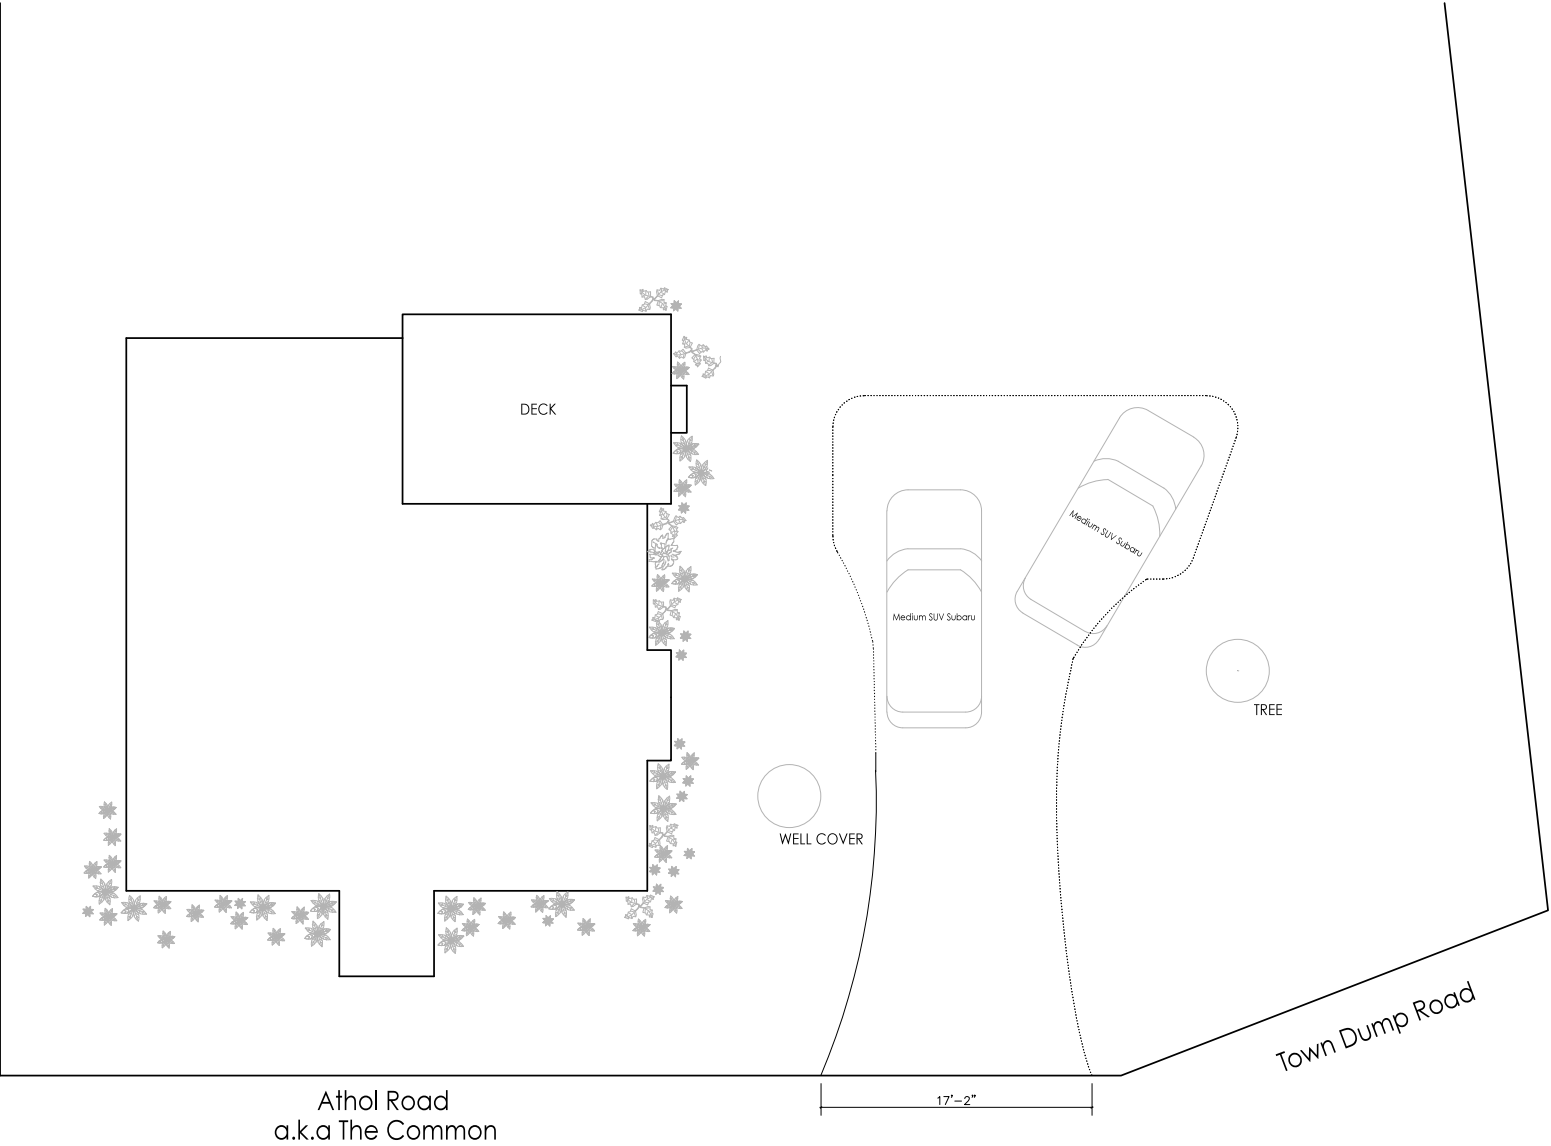 DECK
Medium SUV Subaru
Medium SUV Subaru
TREE
WELL COVER
Town Dump Road
17'-2"
Athol Road
a.k.a The Common